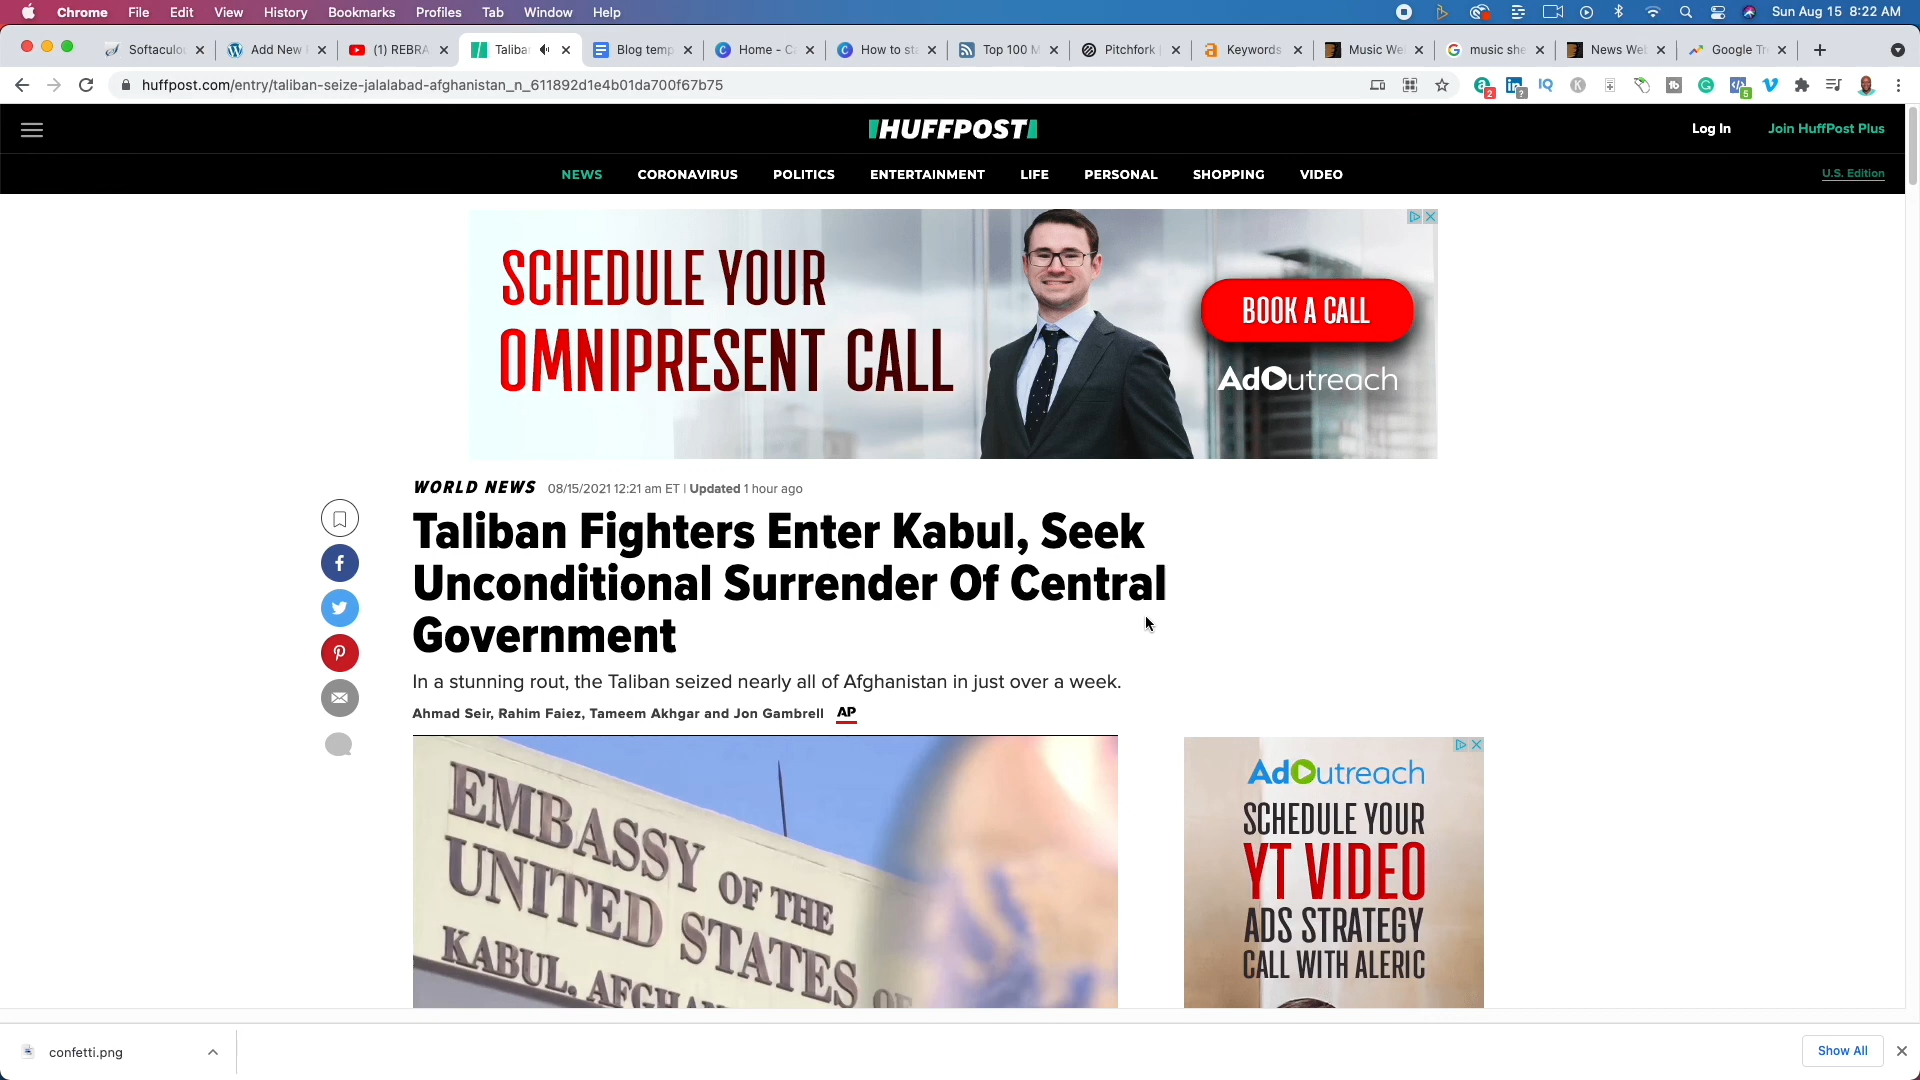 Chrome File Edit View History Bookmarks Profiles Tab Window Help Sun Aug 15 8:22 AM
Softaculo Add New (1) REBRA Taliba Blog temp Home - C How to st Top 100 M Pitchfork Keywords Music We music she News Web Google Tr
huffpost.com/entry/taliban-seize-jalalabad-afghanistan_n_611892d1e4b01da700f67b75
HUFFPOST
Log In Join HuffPost Plus
NEWS CORONAVIRUS POLITICS ENTERTAINMENT LIFE PERSONAL SHOPPING VIDEO U.S. Edition
SCHEDULE YOUR
OMNIPRESENT CALL
BOOK A CALL
AdOutreach
WORLD NEWS 08/15/2021 12:21 am ET | Updated 1 hour ago
Taliban Fighters Enter Kabul, Seek
Unconditional Surrender Of Central
Government
In a stunning rout, the Taliban seized nearly all of Afghanistan in just over a week.
Ahmad Seir, Rahim Faiez, Tameem Akhgar and Jon Gambrell AP
EMBASSY OF THE
UNITED STATES OF
KABUL, AFGHAN
AdOutreach
SCHEDULE YOUR
YT VIDEO
ADS STRATEGY
CALL WITH ALERIC
confetti.png
Show All